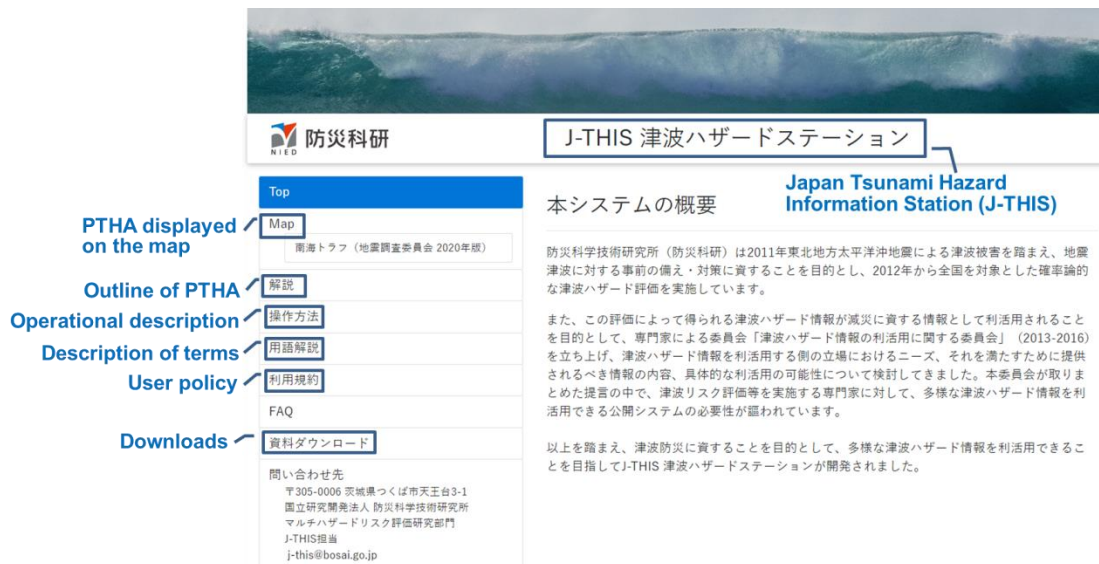 NIED 防災科研
J-THIS 津波ハザードステーション
Japan Tsunami Hazard
Information Station (J-THIS)
Top
Map
PTHA displayed
on the map
南海トラフ（地震調査委員会 2020年版）
Outline of PTHA
解説
Operational description
操作方法
Description of terms
用語解説
User policy
利用規約
FAQ
Downloads
資料ダウンロード
問い合わせ先
〒305-0006 茨城県つくば市天王台3-1
国立研究開発法人 防災科学技術研究所
マルチハザードリスク評価研究部門
J-THIS担当
j-this@bosai.go.jp
本システムの概要
防災科学技術研究所（防災科研）は2011年東北地方太平洋沖地震による津波被害を踏まえ、地震
津波に対する事前の備え・対策に資することを目的とし、2012年から全国を対象とした確率論的
な津波ハザード評価を実施しています。
また、この評価によって得られる津波ハザード情報が減災に資する情報として利活用されること
を目的として、専門家による委員会「津波ハザード情報の利活用に関する委員会」（2013-2016）
を立ち上げ、津波ハザード情報を利活用する側の立場におけるニーズ、それを満たすために提供
されるべき情報の内容、具体的な利活用の可能性について検討してきました。本委員会が取りま
とめた提言の中で、津波リスク評価等を実施する専門家に対して、多様な津波ハザード情報を利
活用できる公開システムの必要性が謳われています。
以上を踏まえ、津波防災に資することを目的として、多様な津波ハザード情報を利活用できるこ
とを目指してJ-THIS 津波ハザードステーションが開発されました。